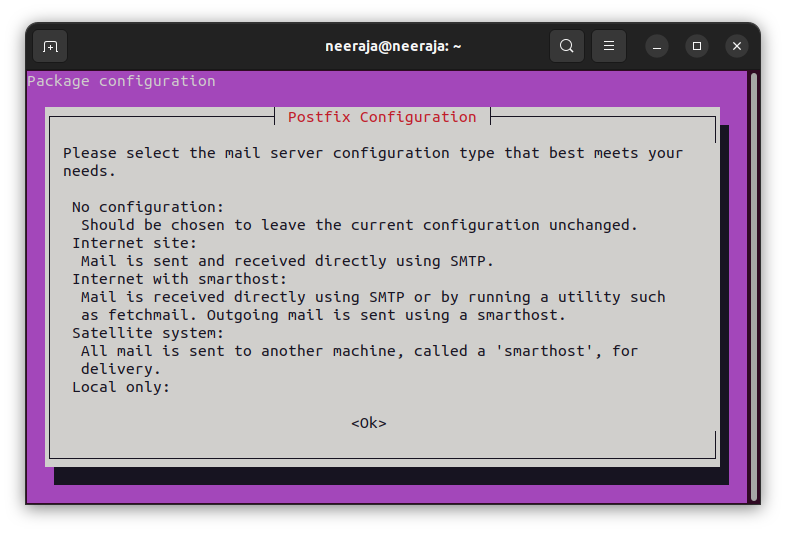 neeraja@neeraja: ~
Package configuration
Postfix Configuration
Please select the mail server configuration type that best meets your
needs.
No configuration:
Should be chosen to leave the current configuration unchanged.
Internet site:
Mail is sent and received directly using SMTP.
Internet with smarthost:
Mail is received directly using SMTP or by running a utility such
as fetchmail. Outgoing mail is sent using a smarthost.
Satellite system:
All mail is sent to another machine, called a 'smarthost', for
delivery.
Local only:
<Ok>